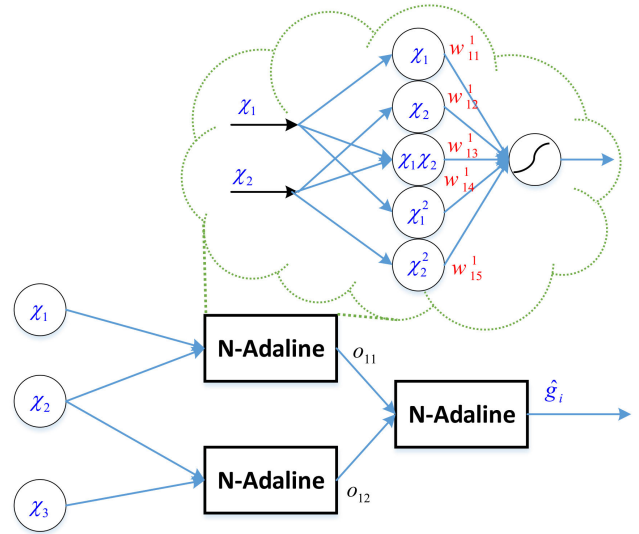 χ₁
w¹₁₁
χ₁
χ₂
w¹₁₂
χ₁χ₂
w¹₁₃
χ₂
w¹₁₄
χ₁²
χ₂²
w¹₁₅
χ₁
N-Adaline
o₁₁
χ₂
N-Adaline
ĝᵢ
N-Adaline
o₁₂
χ₃